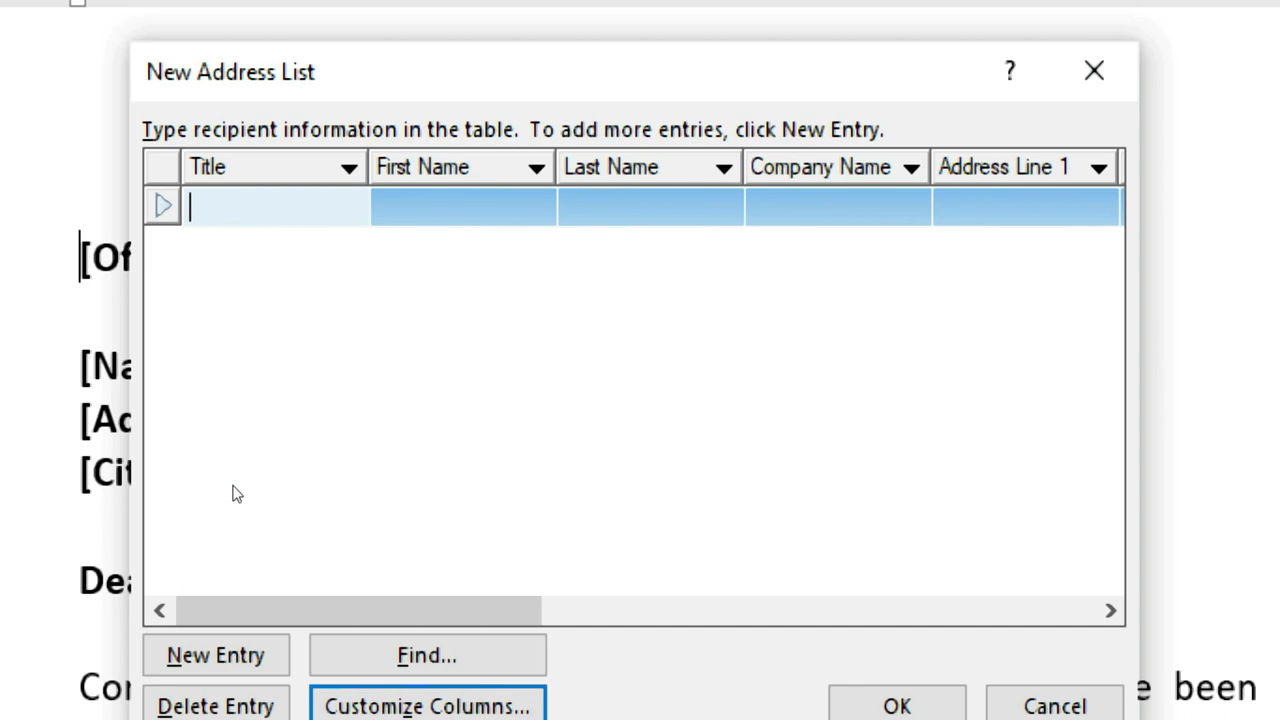 New Address List ?
Type recipient information in the table. To add more entries, click New Entry.
Title First Name Last Name Company Name Address Line 1
[Of
[Na
[Ad
[Cit
Dea
New Entry Find...
Con e been
Delete Entry Customize Columns... OK Cancel